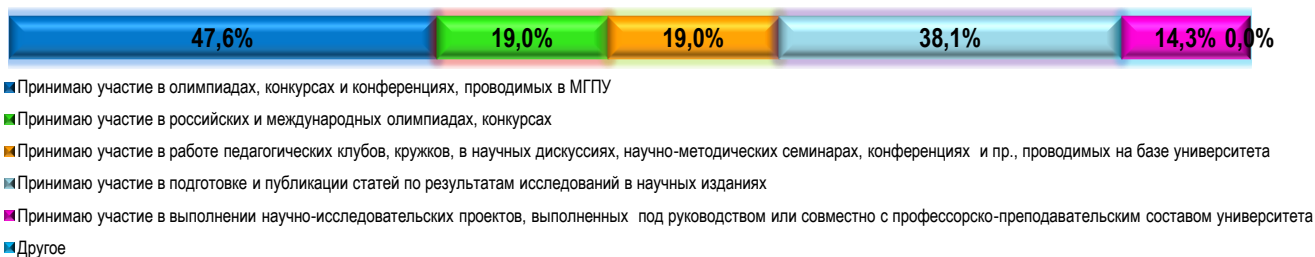 47,6% 19,0% 19,0% 38,1% 14,3% 0,0%
Принимаю участие в олимпиадах, конкурсах и конференциях, проводимых в МГПУ
Принимаю участие в российских и международных олимпиадах, конкурсах
Принимаю участие в работе педагогических клубов, кружков, в научных дискуссиях, научно-методических семинарах, конференциях и пр., проводимых на базе университета
Принимаю участие в подготовке и публикации статей по результатам исследований в научных изданиях
Принимаю участие в выполнении научно-исследовательских проектов, выполненных под руководством или совместно с профессорско-преподавательским составом университета
Другое